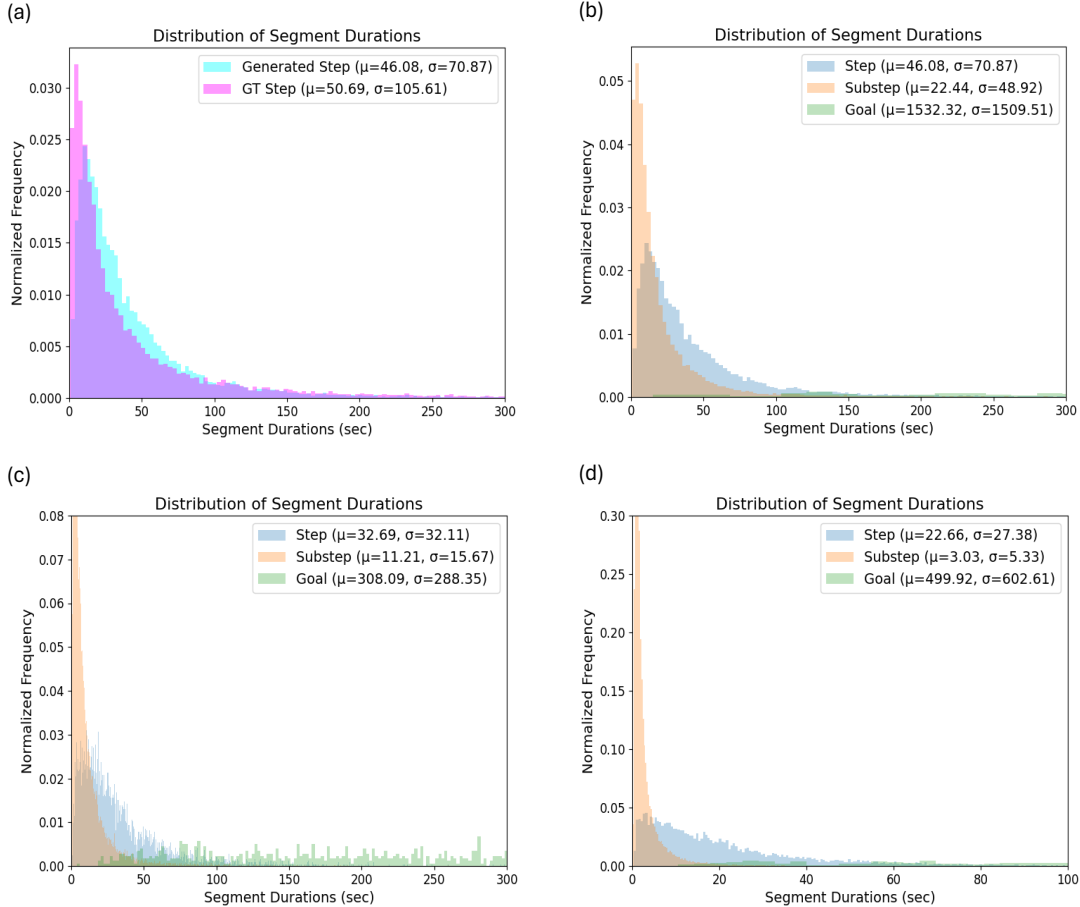 (a)
Distribution of Segment Durations
Generated Step (μ=46.08, σ=70.87)
GT Step (μ=50.69, σ=105.61)
Normalized Frequency
0.030
0.025
0.020
0.015
0.010
0.005
0.000
0 50 100 150 200 250 300
Segment Durations (sec)
(b)
Distribution of Segment Durations
Step (μ=46.08, σ=70.87)
Substep (μ=22.44, σ=48.92)
Goal (μ=1532.32, σ=1509.51)
Normalized Frequency
0.05
0.04
0.03
0.02
0.01
0.00
0 50 100 150 200 250 300
Segment Durations (sec)
(c)
Distribution of Segment Durations
Step (μ=32.69, σ=32.11)
Substep (μ=11.21, σ=15.67)
Goal (μ=308.09, σ=288.35)
Normalized Frequency
0.08
0.07
0.06
0.05
0.04
0.03
0.02
0.01
0.00
0 50 100 150 200 250 300
Segment Durations (sec)
(d)
Distribution of Segment Durations
Step (μ=22.66, σ=27.38)
Substep (μ=3.03, σ=5.33)
Goal (μ=499.92, σ=602.61)
Normalized Frequency
0.30
0.25
0.20
0.15
0.10
0.05
0.00
0 20 40 60 80 100
Segment Durations (sec)